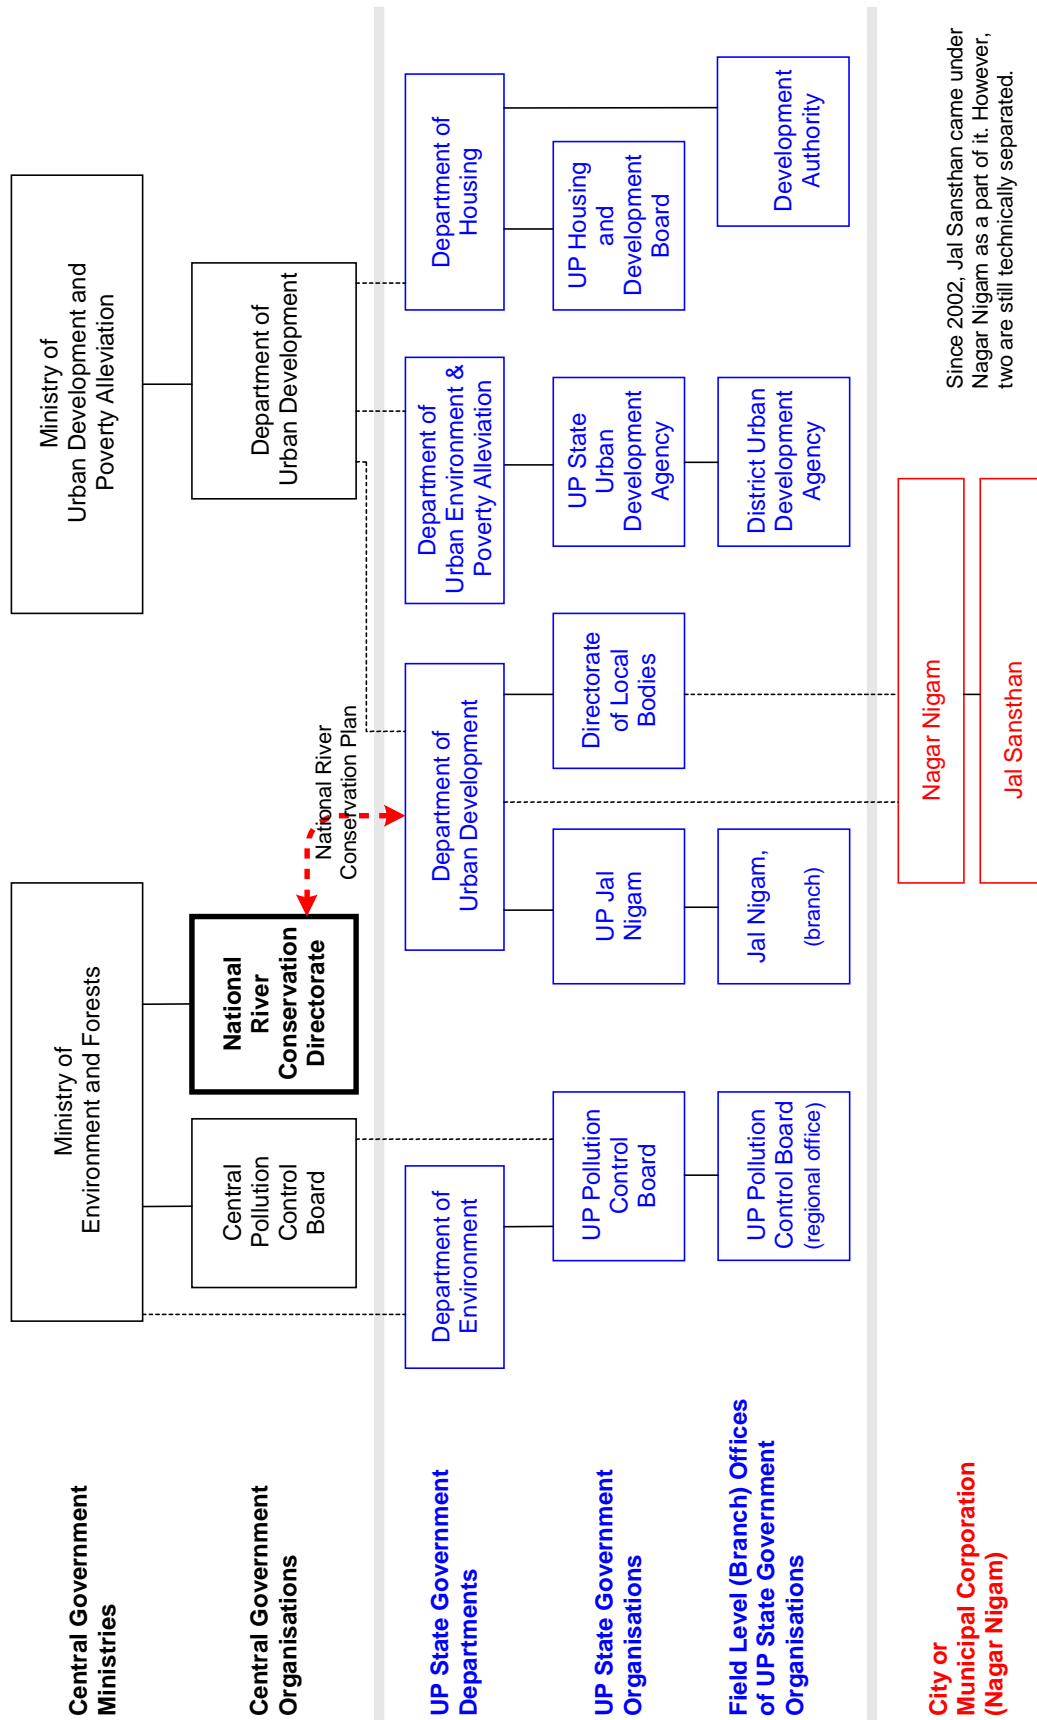 Central Government
Ministries
Ministry of
Environment and Forests
Ministry of
Urban Development and
Poverty Alleviation
Central Government
Organisations
Central
Pollution
Control
Board
National
River
Conservation
Directorate
National River
Conservation Plan
Department of
Urban Development
UP State Government
Departments
Department of
Environment
Department of
Urban Development
Department of
Urban Environment &
Poverty Alleviation
Department of
Housing
UP State Government
Organisations
UP Pollution
Control
Board
UP Jal
Nigam
Directorate
of Local
Bodies
UP State
Urban
Development
Agency
UP Housing
and
Development
Board
Field Level (Branch) Offices
of UP State Government
Organisations
UP Pollution
Control Board
(regional office)
Jal Nigam,
(branch)
District Urban
Development
Agency
Development
Authority
City or
Municipal Corporation
(Nagar Nigam)
Nagar Nigam
Jal Sansthan
Since 2002, Jal Sansthan came under
Nagar Nigam as a part of it. However,
two are still technically separated.